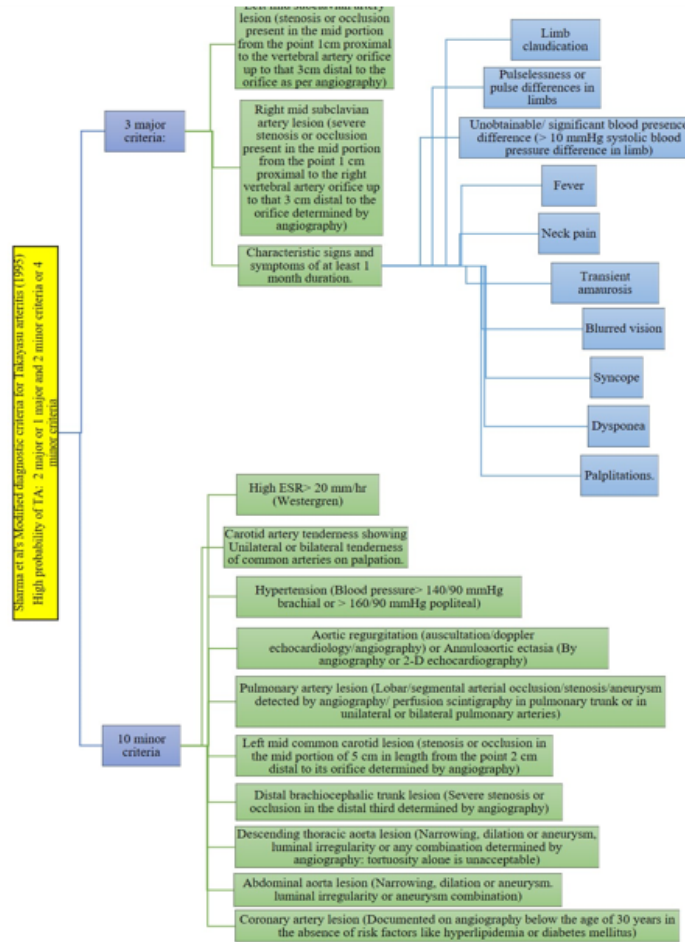 Sharma et al's Modified diagnostic criteria for Takayasu arteritis (1995)
High probability of TA: 2 major or 1 major and 2 minor criteria or 4
minor criteria
3 major
criteria:
Left mid subclavian artery
lesion (stenosis or occlusion
present in the mid portion
from the point 1cm proximal
to the vertebral artery orifice
up to that 3cm distal to the
orifice as per angiography)
Right mid subclavian
artery lesion (severe
stenosis or occlusion
present in the mid portion
from the point 1 cm
proximal to the right
vertebral artery orifice up
to that 3 cm distal to the
orifice determined by
angiography)
Characteristic signs and
symptoms of at least 1
month duration.
Limb
claudication
Pulselessness or
pulse differences in
limbs
Unobtainable/ significant blood presence
difference (> 10 mmHg systolic blood
pressure difference in limb)
Fever
Neck pain
Transient
amaurosis
Blurred vision
Syncope
Dysponea
Palplitations.
10 minor
criteria
High ESR> 20 mm/hr
(Westergren)
Carotid artery tenderness showing
Unilateral or bilateral tenderness
of common arteries on palpation.
Hypertension (Blood pressure> 140/90 mmHg
brachial or > 160/90 mmHg popliteal)
Aortic regurgitation (auscultation/doppler
echocardiology/angiography) or Annuloaortic ectasia (By
angiography or 2-D echocardiography)
Pulmonary artery lesion (Lobar/segmental arterial occlusion/stenosis/aneurysm
detected by angiography/ perfusion scintigraphy in pulmonary trunk or in
unilateral or bilateral pulmonary arteries)
Left mid common carotid lesion (stenosis or occlusion in
the mid portion of 5 cm in length from the point 2 cm
distal to its orifice determined by angiography)
Distal brachiocephalic trunk lesion (Severe stenosis or
occlusion in the distal third determined by angiography)
Descending thoracic aorta lesion (Narrowing, dilation or aneurysm,
luminal irregularity or any combination determined by
angiography: tortuosity alone is unacceptable)
Abdominal aorta lesion (Narrowing, dilation or aneurysm.
luminal irregularity or aneurysm combination)
Coronary artery lesion (Documented on angiography below the age of 30 years in
the absence of risk factors like hyperlipidemia or diabetes mellitus)